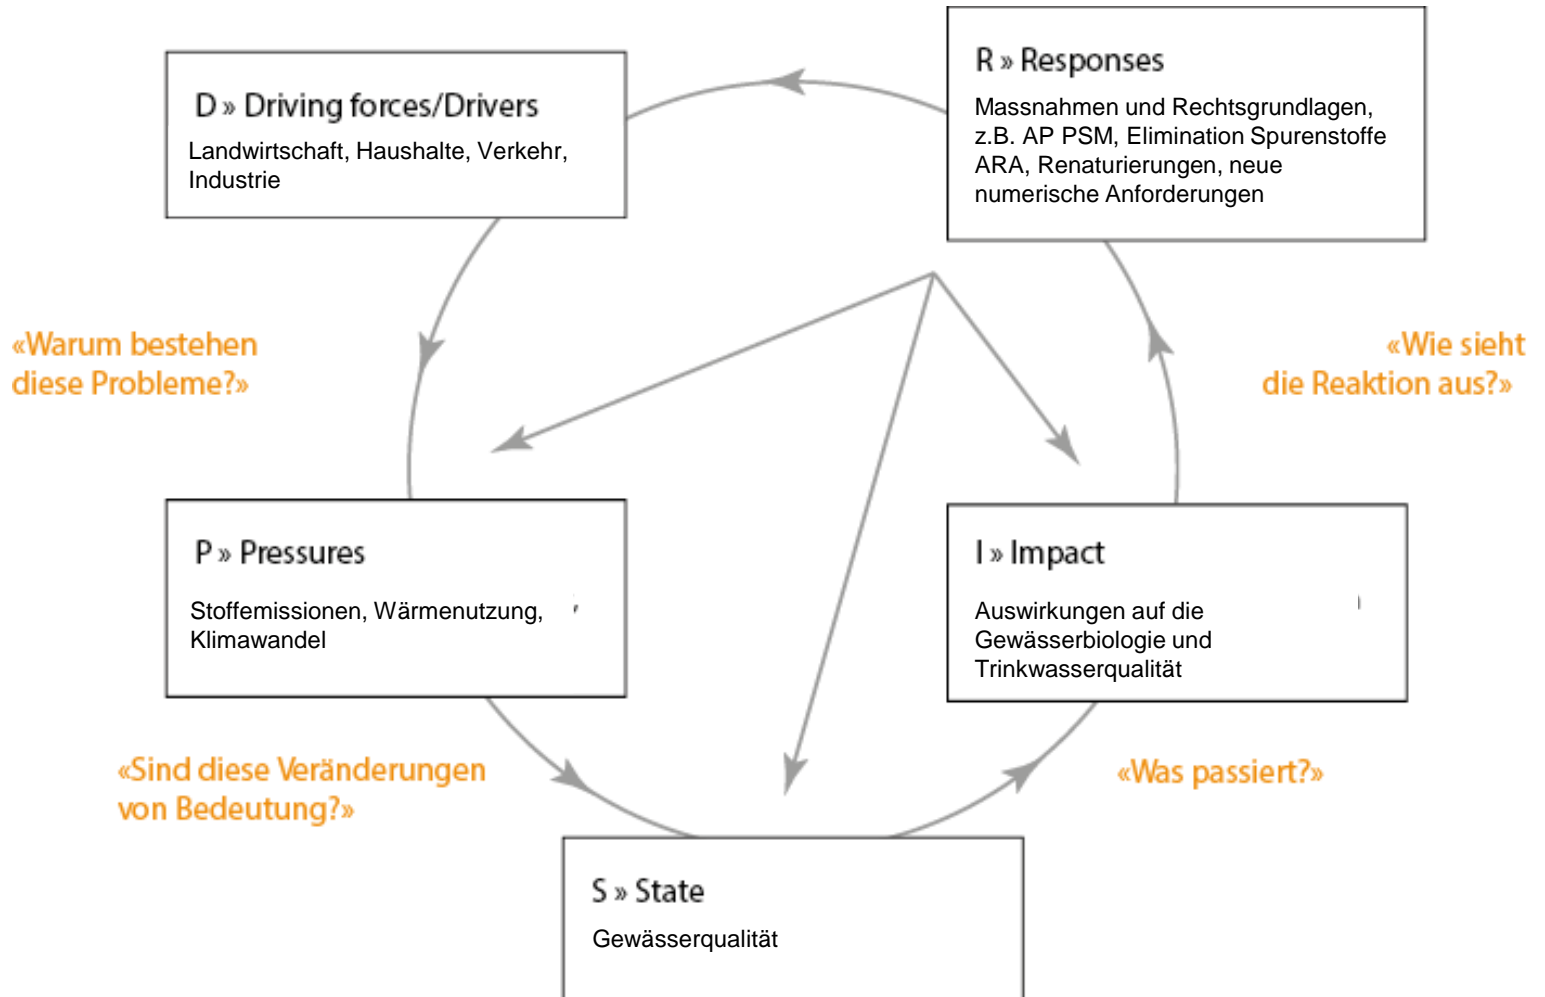 D » Driving forces/Drivers
Landwirtschaft, Haushalte, Verkehr,
Industrie
R » Responses
Massnahmen und Rechtsgrundlagen,
z.B. AP PSM, Elimination Spurenstoffe
ARA, Renaturierungen, neue
numerische Anforderungen
«Warum bestehen
diese Probleme?»
«Wie sieht
die Reaktion aus?»
P » Pressures
Stoffemissionen, Wärmenutzung,
Klimawandel
I » Impact
Auswirkungen auf die
Gewässerbiologie und
Trinkwasserqualität
«Sind diese Veränderungen
von Bedeutung?»
«Was passiert?»
S » State
Gewässerqualität